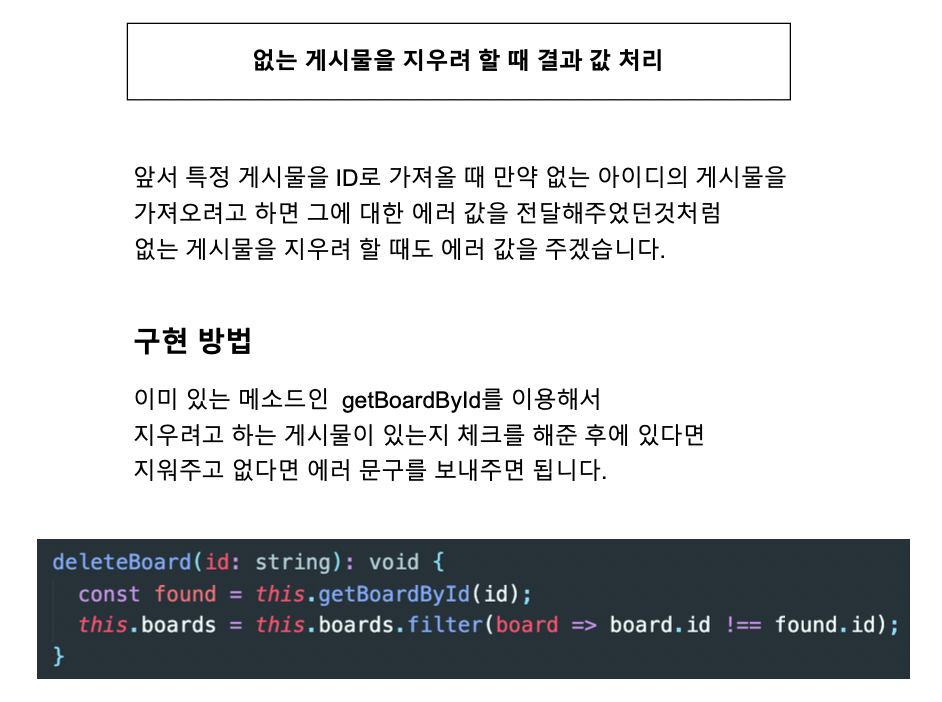 없는 게시물을 지우려 할 때 결과 값 처리
앞서 특정 게시물을 ID로 가져올 때 만약 없는 아이디의 게시물을
가져오려고 하면 그에 대한 에러 값을 전달해주었던것처럼
없는 게시물을 지우려 할 때도 에러 값을 주겠습니다.
구현 방법
이미 있는 메소드인  getBoardById를 이용해서
지우려고 하는 게시물이 있는지 체크를 해준 후에 있다면
지워주고 없다면 에러 문구를 보내주면 됩니다.
deleteBoard(id: string): void {
  const found = this.getBoardById(id);
  this.boards = this.boards.filter(board => board.id !== found.id);
}